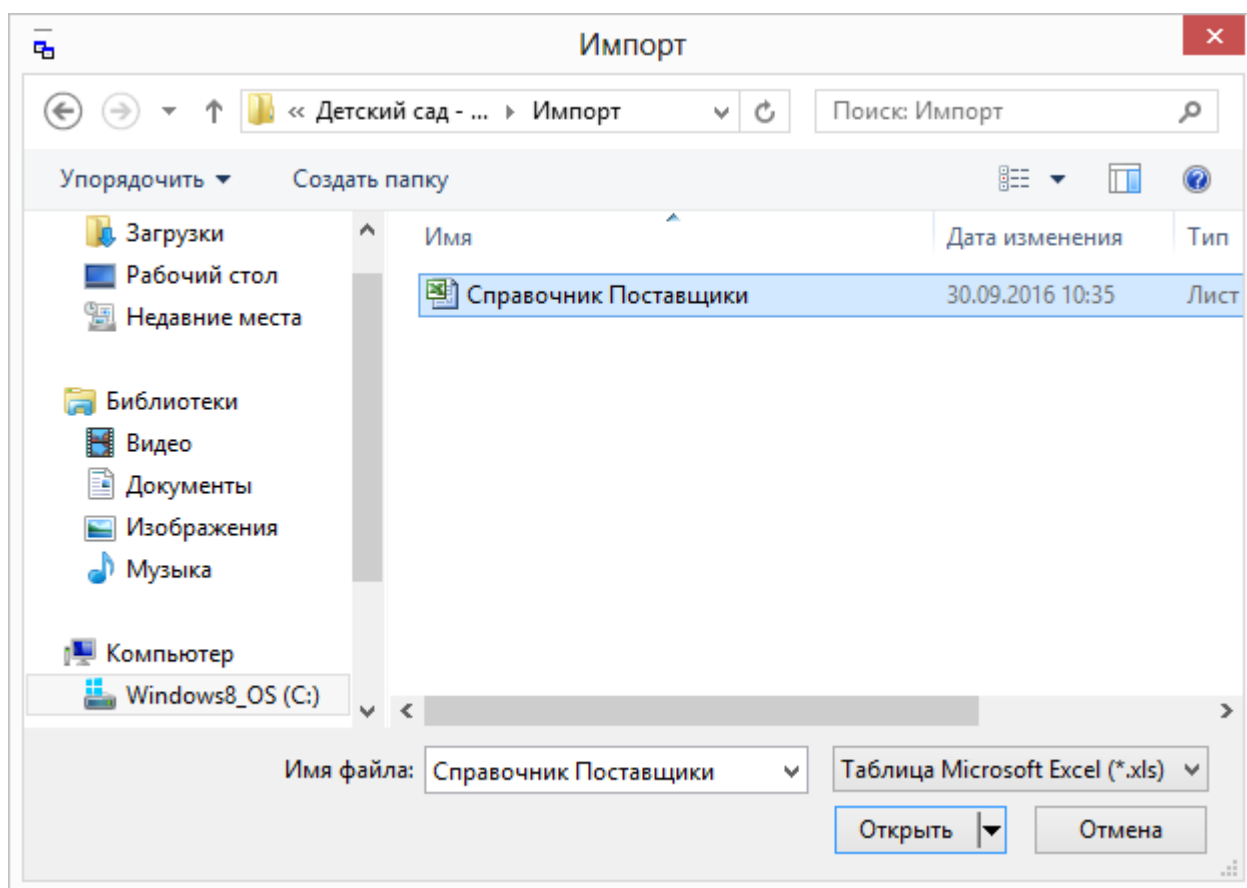 Импорт
« Детский сад - ... Импорт
Поиск: Импорт
Упорядочить
Создать папку
Загрузки
Рабочий стол
Недавние места
Библиотеки
Видео
Документы
Изображения
Музыка
Компьютер
Windows8_OS (C:)
Имя Дата изменения Тип
Справочник Поставщики 30.09.2016 10:35 Лист
Имя файла: Справочник Поставщики Таблица Microsoft Excel (*.xls)
Открыть Отмена